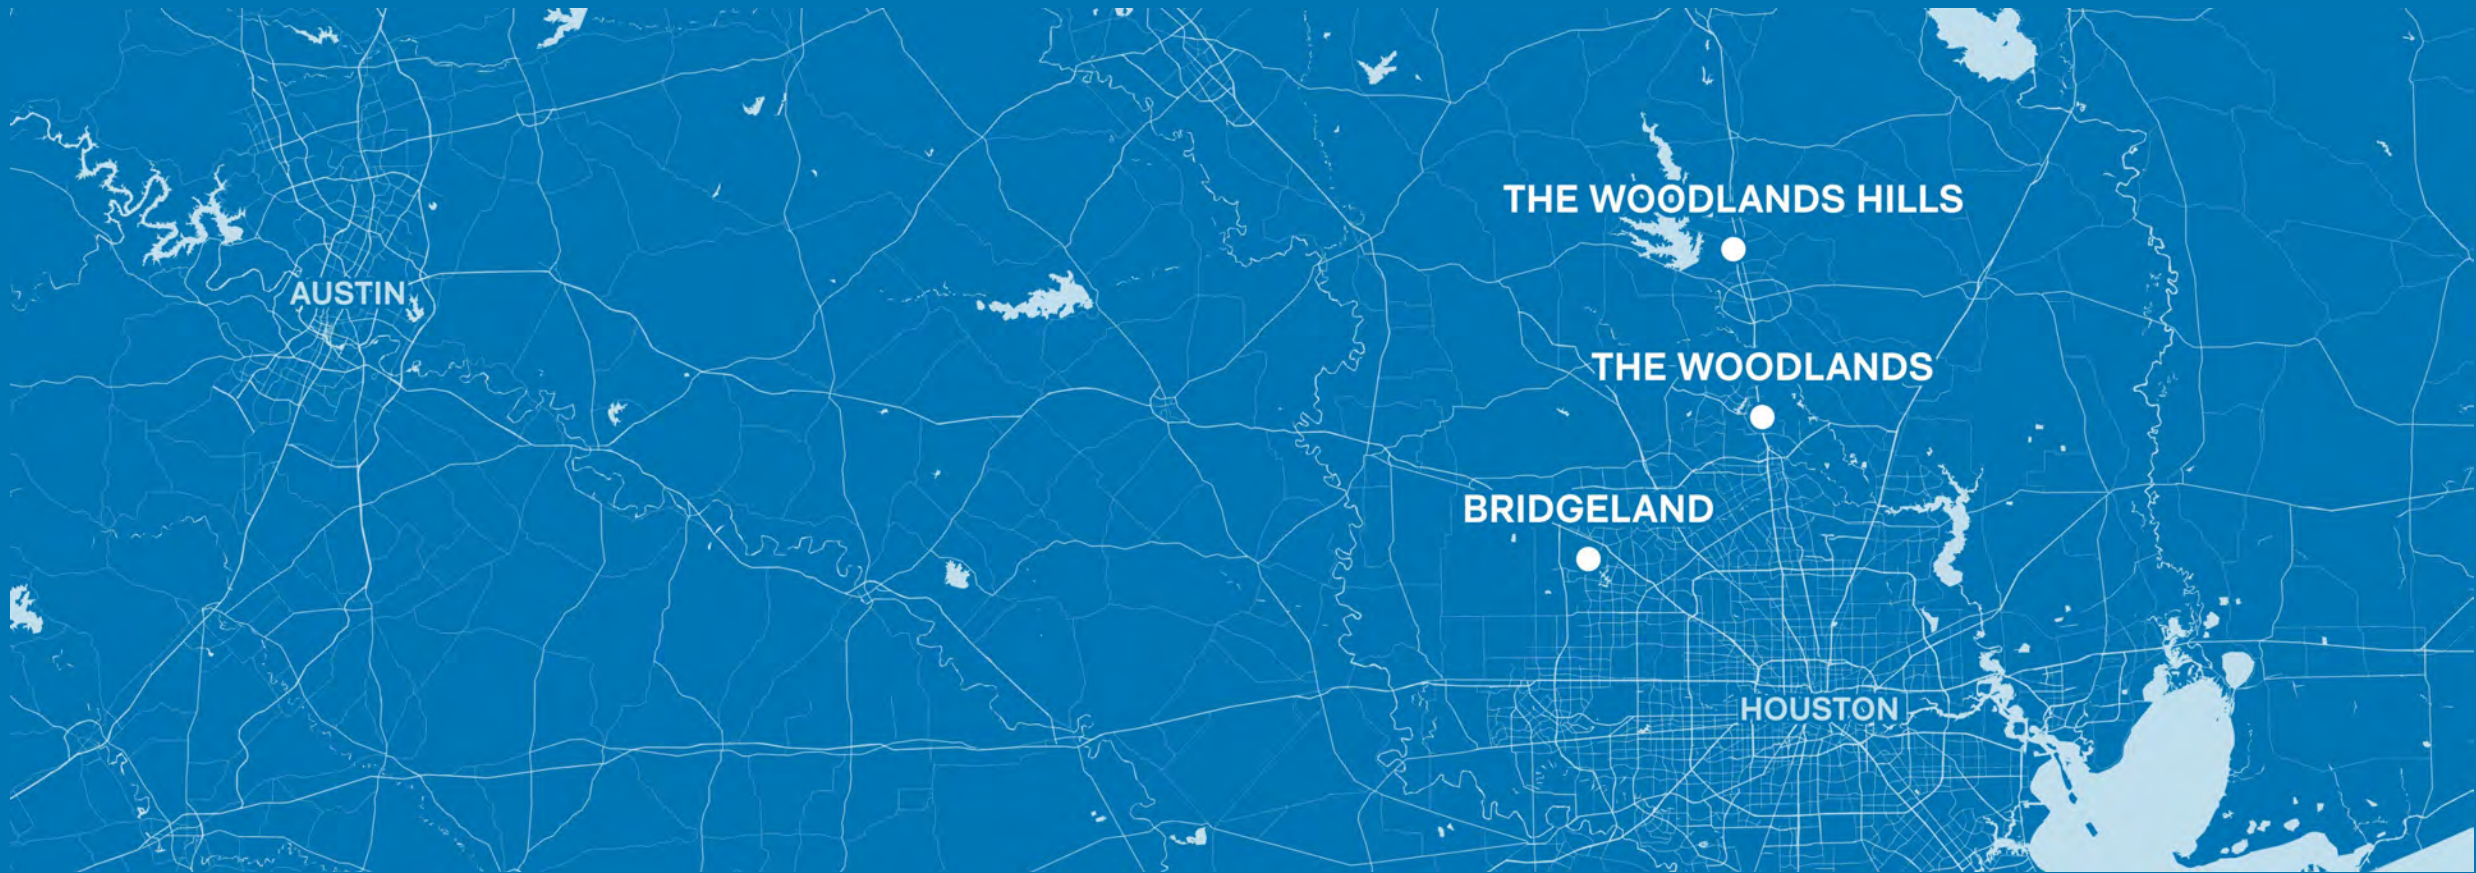 THE WOODLANDS HILLS
AUSTIN
THE WOODLANDS
BRIDGELAND
HOUSTON